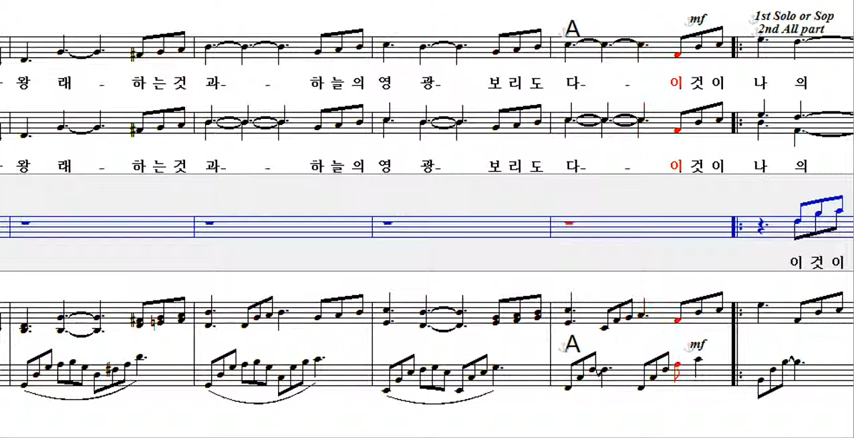 A mf 1st Solo or Sop
2nd All part
왕 래 - 하는것 과- 하늘의 영 광- 보리도 다- - 이것이 나 의
- 왕 래 - 하는것 과- 하늘의 영 광- 보리도 다- - 이것이 나 의
이것이
A mf